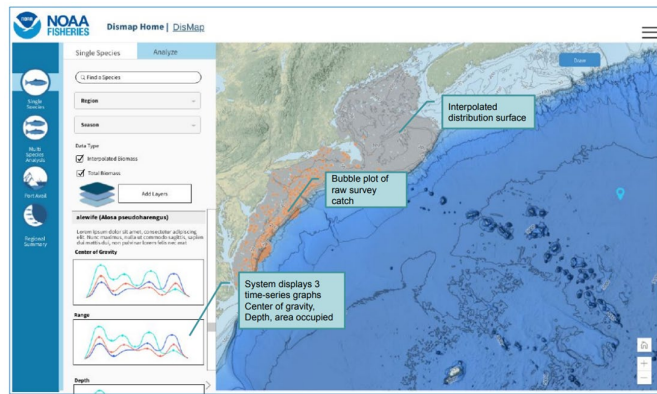 NOAA
FISHERIES
Dismap Home | DisMap
Single Species
Analyze
Find a Species
Region
Season
Data Type
Interpolated Biomass
Total Biomass
Add Layers
Single
Species
Multi
Species
Analysis
Regional
Summary
alewife (Alosa pseudoharengus)
Lorem ipsum dolor sit amet, consectetur adipiscing
elit. Nunc maximus, nulla ut commodo sagittis, sapien
dui mattis dui, non pulvinar lorem felis nec erat
Center of Gravity
Range
Depth
Save
Interpolated
distribution surface
Bubble plot of
raw survey
catch
System displays 3
time-series graphs
Center of gravity,
Depth, area occupied